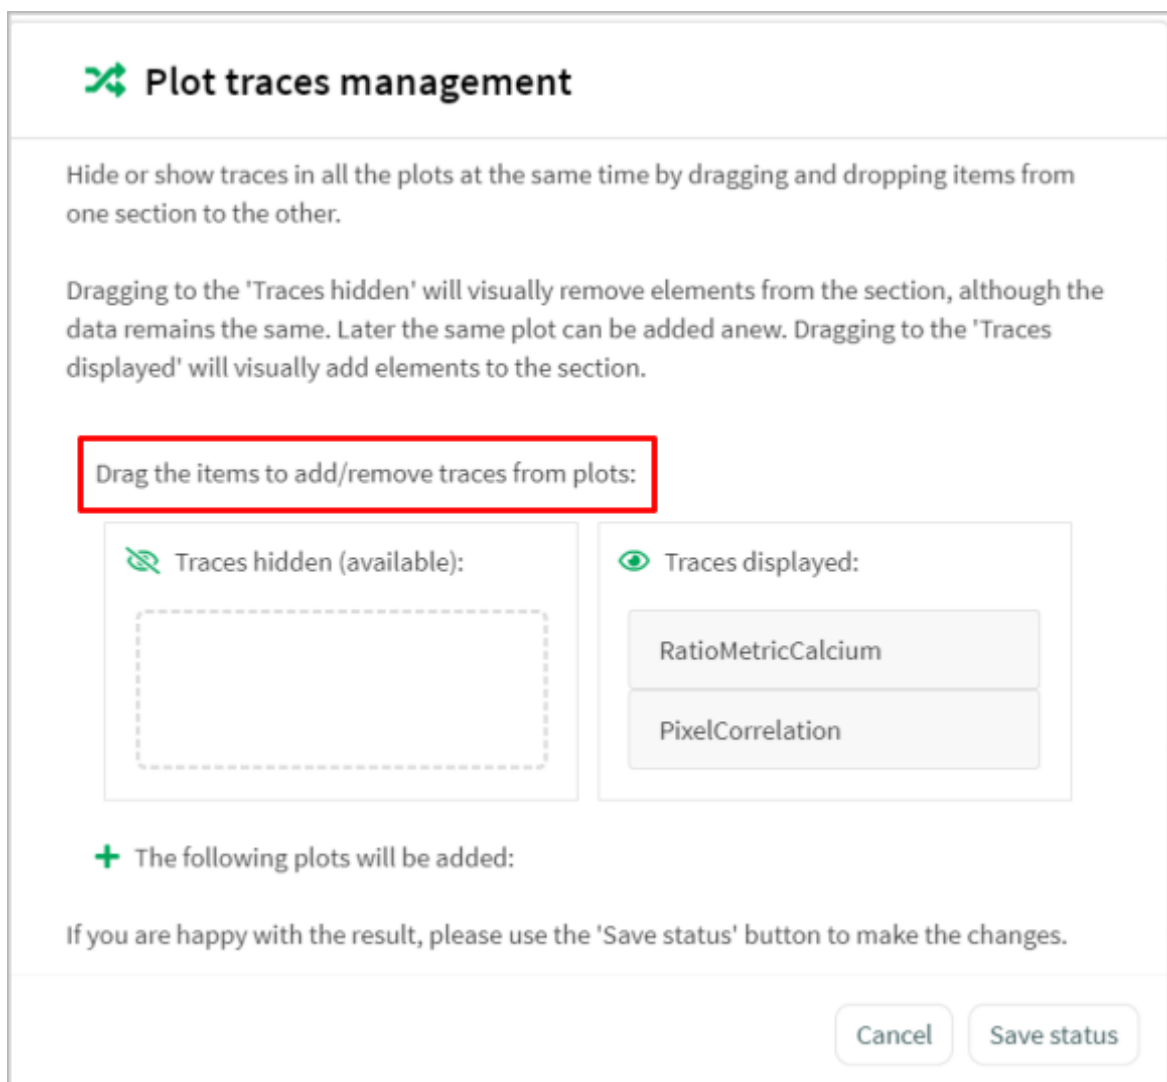 Plot traces management
Hide or show traces in all the plots at the same time by dragging and dropping items from
one section to the other.
Dragging to the 'Traces hidden' will visually remove elements from the section, although the
data remains the same. Later the same plot can be added anew. Dragging to the 'Traces
displayed' will visually add elements to the section.
Drag the items to add/remove traces from plots:
Traces hidden (available):
Traces displayed:
RatioMetricCalcium
PixelCorrelation
The following plots will be added:
If you are happy with the result, please use the 'Save status' button to make the changes.
Cancel
Save status